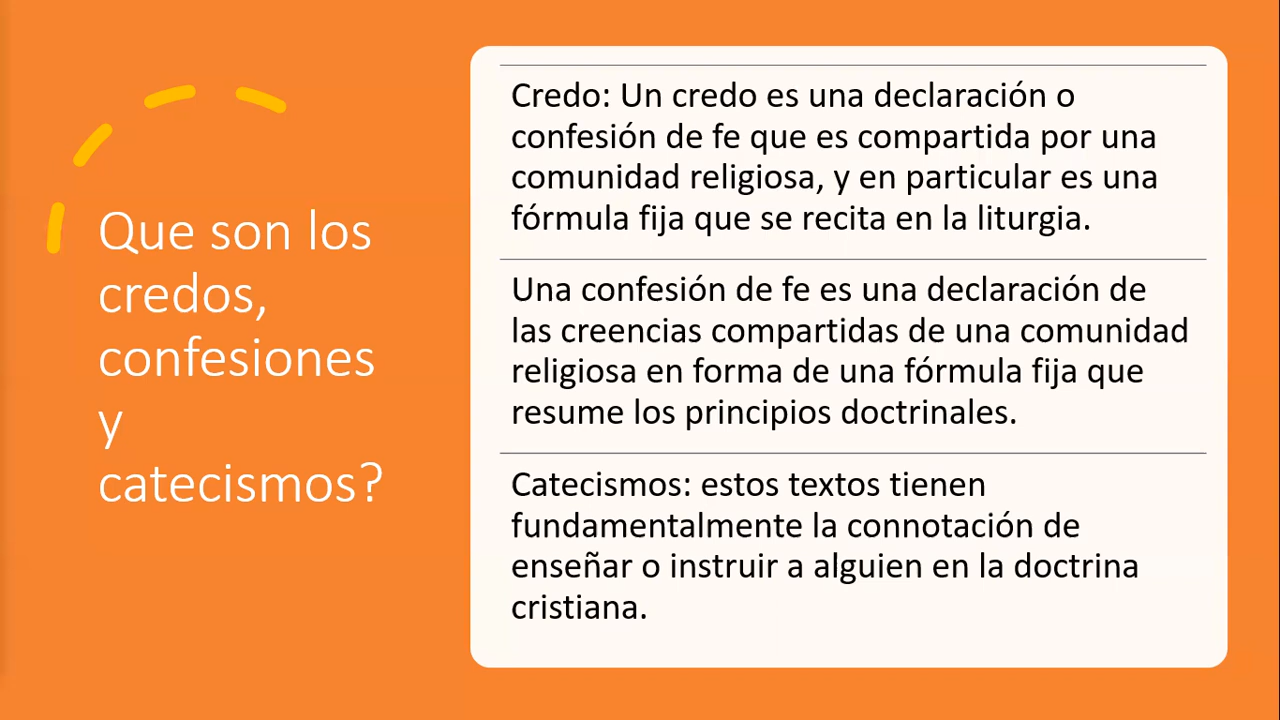 Que son los
credos,
confesiones
y
catecismos?
Credo: Un credo es una declaración o
confesión de fe que es compartida por una
comunidad religiosa, y en particular es una
fórmula fija que se recita en la liturgia.
Una confesión de fe es una declaración de
las creencias compartidas de una comunidad
religiosa en forma de una fórmula fija que
resume los principios doctrinales.
Catecismos: estos textos tienen
fundamentalmente la connotación de
enseñar o instruir a alguien en la doctrina
cristiana.